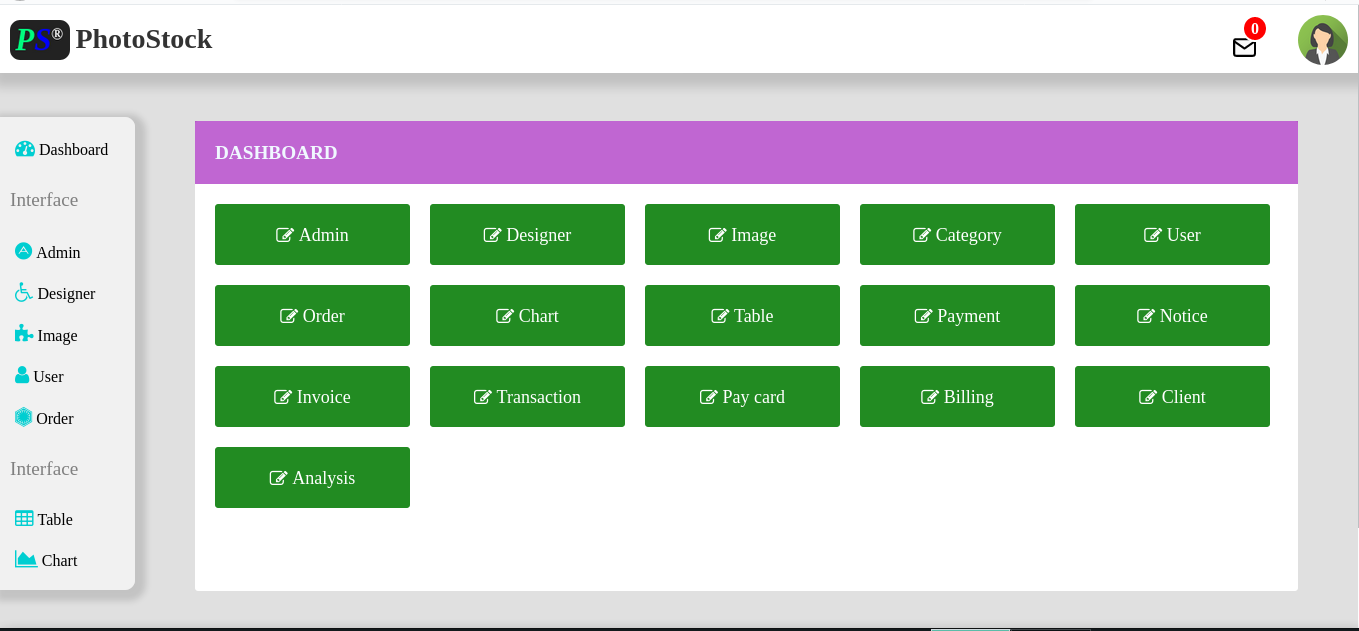 PS® PhotoStock
0
Dashboard
Interface
Admin
Designer
Image
User
Order
Interface
Table
Chart
DASHBOARD
Admin Designer Image Category User
Order Chart Table Payment Notice
Invoice Transaction Pay card Billing Client
Analysis